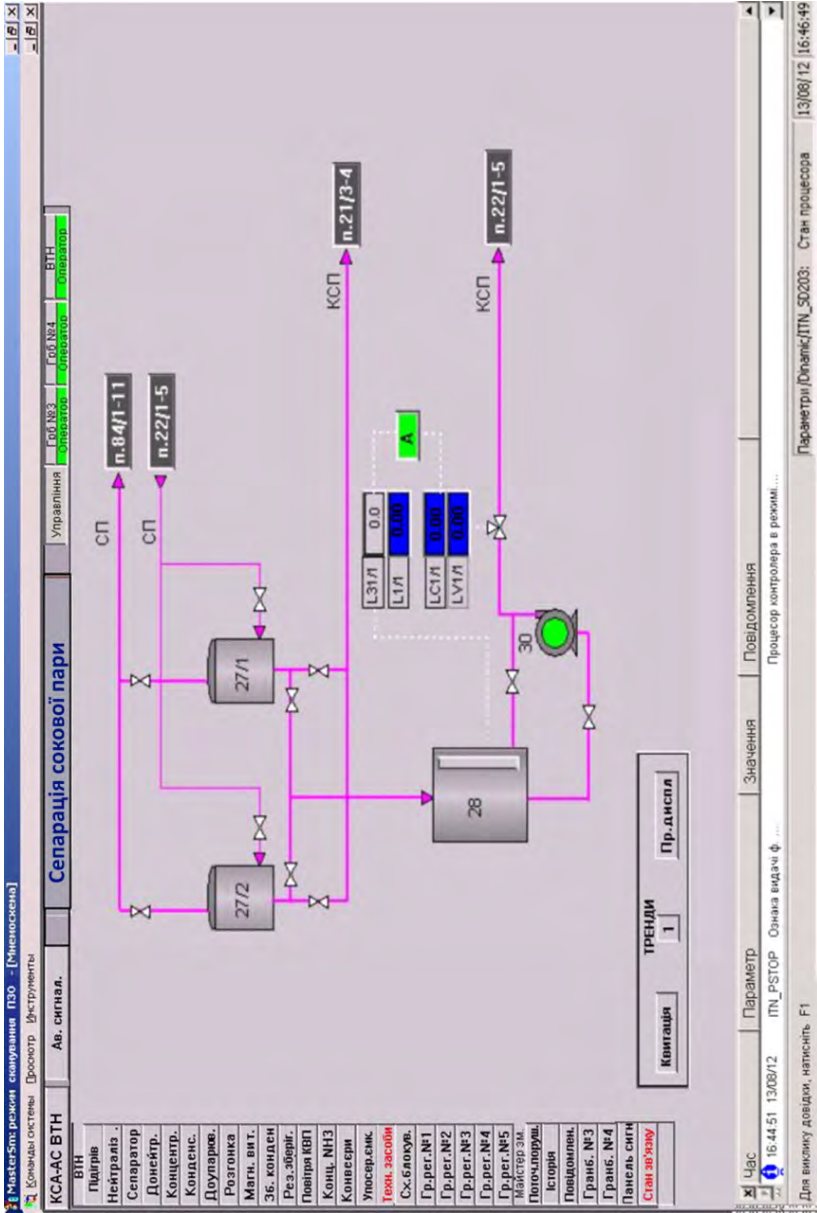 MasterSm: режим сканування ПЗО - [Мнемосхема]
Команды системы Просмотр Инструменты
КСА-АС ВТН
Ав. сигнал.
Сепарація сокової пари
Управління
Грб №3
Оператор
Грб №4
Оператор
ВТН
Оператор
ВТН
Підігрів
Нейтраліз .
Сепаратор
Донейтр.
Концентр.
Конденс.
Доупарюв.
Розгонка
Магн. вит.
Зб. конден
Рез.зберіг.
Повітря КВП
Конц. NH3
Конвеєри
Упосер.ємк.
Техн. засоби
Сх.блокув.
Гр.рег.№1
Гр.рег.№2
Гр.рег.№3
Гр.рег.№4
Гр.рег.№5
Майстер зм.
Поточ.поруш.
Історія
Повідомлен.
Гранб. №3
Гранб. №4
Панель сигн
Стан зв'язку
СП
п.84/1-11
СП
п.22/1-5
27/2
27/1
КСП
п.21/3-4
L31/1
0.0
L1/1
0.00
A
LC1/1
0.00
LV1/1
0.00
КСП
п.22/1-5
28
30
ТРЕНДИ
Квитація
1
Пр.диспл
Час
Параметр
Значення
Повідомлення
16:44:51 13/08/12
ITN_PSTOP
Ознака видачі ф. ...
Процесор контролера в режимі....
Для виклику довідки, натисніть F1
Параметри/Dinamic/ITN_SD203:
Стан процесора
13/08/12
16:46:49